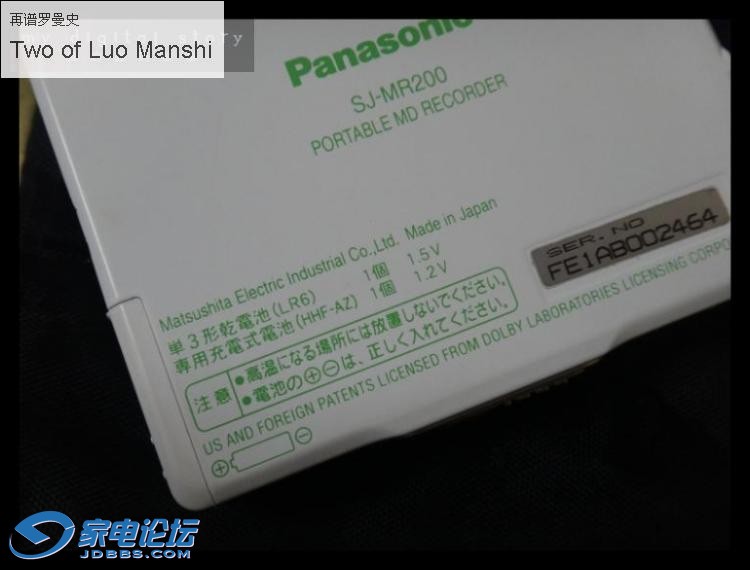 再谱罗曼史
my digital story
Two of Luo Manshi
Panasonic
SJ-MR200
PORTABLE MD RECORDER
Matsushita Electric Industrial Co.,Ltd. Made in Japan
単3形乾電池(LR6) 1個 1.5V
専用充電式電池(HHF-AZ) 1個 1.2V
注意
●高温になる場所には放置しないでください。
●電池の⊕⊖は、正しく入れてください。
SER. NO
FE1AB002464
US AND FOREIGN PATENTS LICENSED FROM DOLBY LABORATORIES LICENSING CORPO
⊕ ⊖
家电论坛
JDBBS.COM